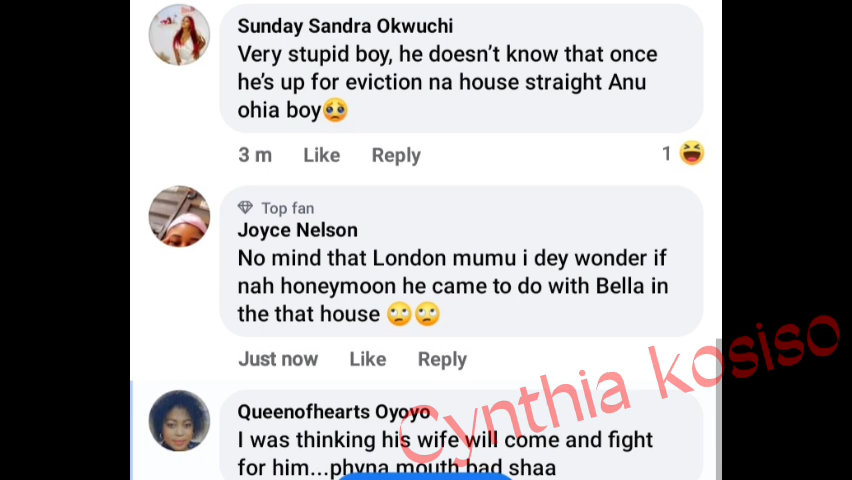 Sunday Sandra Okwuchi
Very stupid boy, he doesn't know that once
he's up for eviction na house straight Anu
ohia boy🥺
3 m Like Reply 1 😆
Top fan
Joyce Nelson
No mind that London mumu i dey wonder if
nah honeymoon he came to do with Bella in
the that house 🙄🙄
Just now Like Reply
Cynthia kosiso
Queenofhearts Oyoyo
I was thinking his wife will come and fight
for him...phyna mouth bad shaa